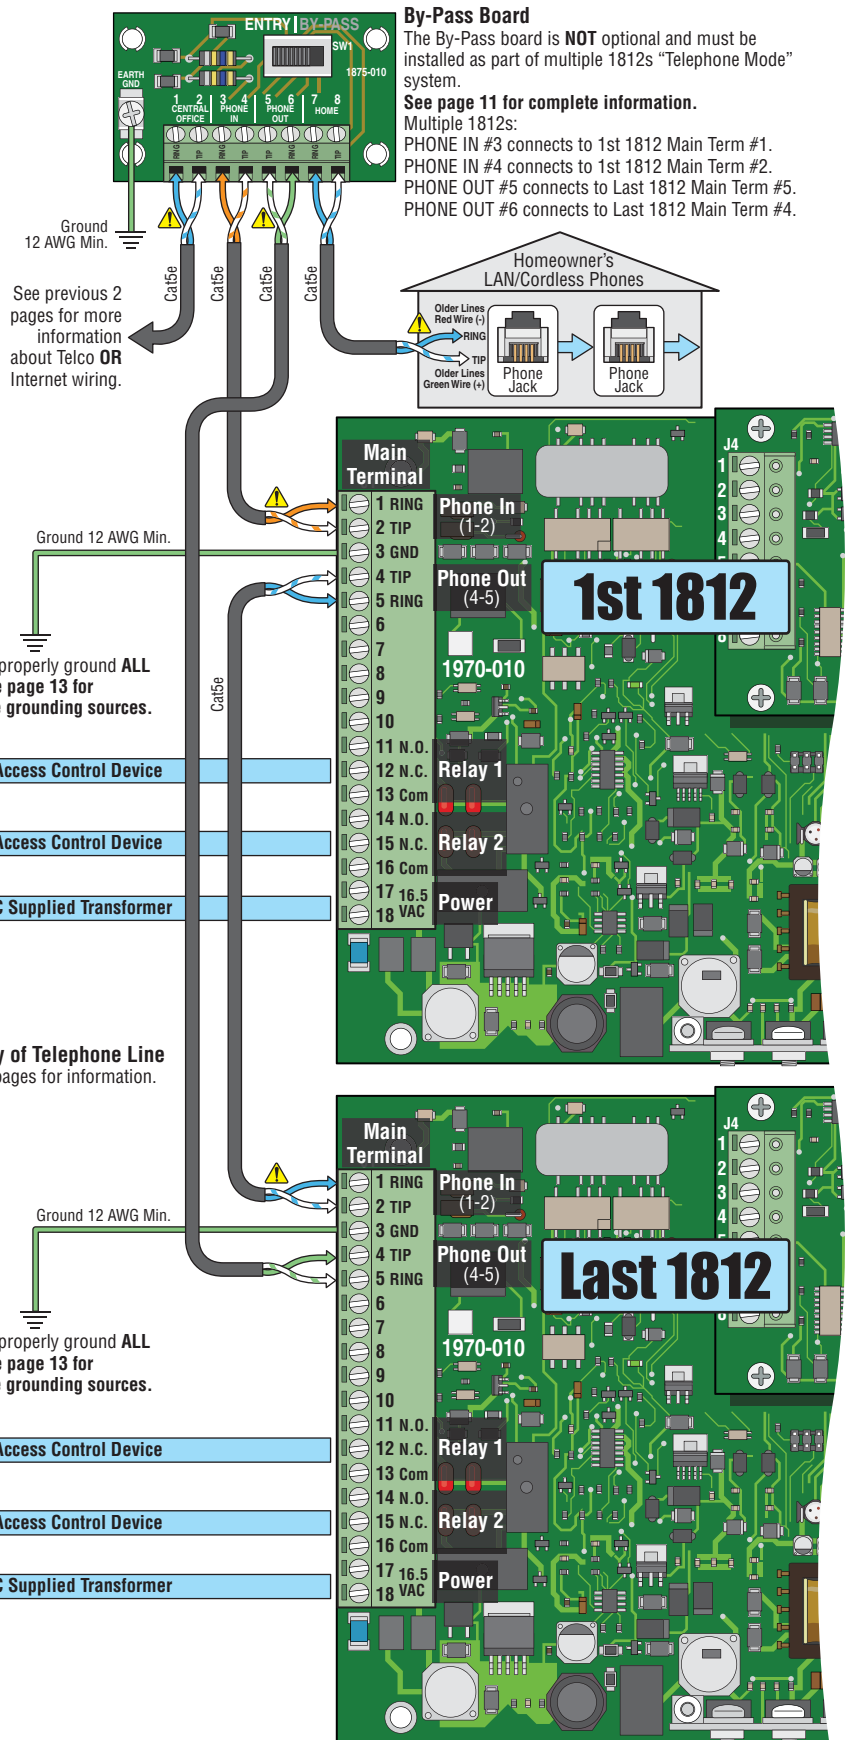 ENTRY BY-PASS
SW1
1875-010
EARTH
GND
1 2 3 4 5 6 7 8
CENTRAL OFFICE
PHONE IN
PHONE OUT
HOME
RING TIP RING TIP TIP RING RING TIP
By-Pass Board
The By-Pass board is NOT optional and must be
installed as part of multiple 1812s “Telephone Mode”
system.
See page 11 for complete information.
Multiple 1812s:
PHONE IN #3 connects to 1st 1812 Main Term #1.
PHONE IN #4 connects to 1st 1812 Main Term #2.
PHONE OUT #5 connects to Last 1812 Main Term #5.
PHONE OUT #6 connects to Last 1812 Main Term #4.
Ground
12 AWG Min.
Cat5e
Cat5e
Cat5e
Cat5e
See previous 2
pages for more
information
about Telco OR
Internet wiring.
Homeowner’s
LAN/Cordless Phones
Older Lines
Red Wire (-)
RING
TIP
Older Lines
Green Wire (+)
Phone
Jack
Phone
Jack
Main
Terminal
1 RING
2 TIP
3 GND
4 TIP
5 RING
6
7
8
9
10
11 N.O.
12 N.C.
13 Com
14 N.O.
15 N.C.
16 Com
17 16.5
18 VAC
Phone In
(1-2)
Phone Out
(4-5)
1970-010
Relay 1
Relay 2
Power
J4
1
2
3
4
1st 1812
Ground 12 AWG Min.
properly ground ALL
page 13 for
grounding sources.
Cat5e
Access Control Device
Access Control Device
Supplied Transformer
of Telephone Line
pages for information.
Main
Terminal
1 RING
2 TIP
3 GND
4 TIP
5 RING
6
7
8
9
10
11 N.O.
12 N.C.
13 Com
14 N.O.
15 N.C.
16 Com
17 16.5
18 VAC
Phone In
(1-2)
Phone Out
(4-5)
1970-010
Relay 1
Relay 2
Power
J4
1
2
3
4
Last 1812
Ground 12 AWG Min.
properly ground ALL
page 13 for
grounding sources.
Access Control Device
Access Control Device
Supplied Transformer